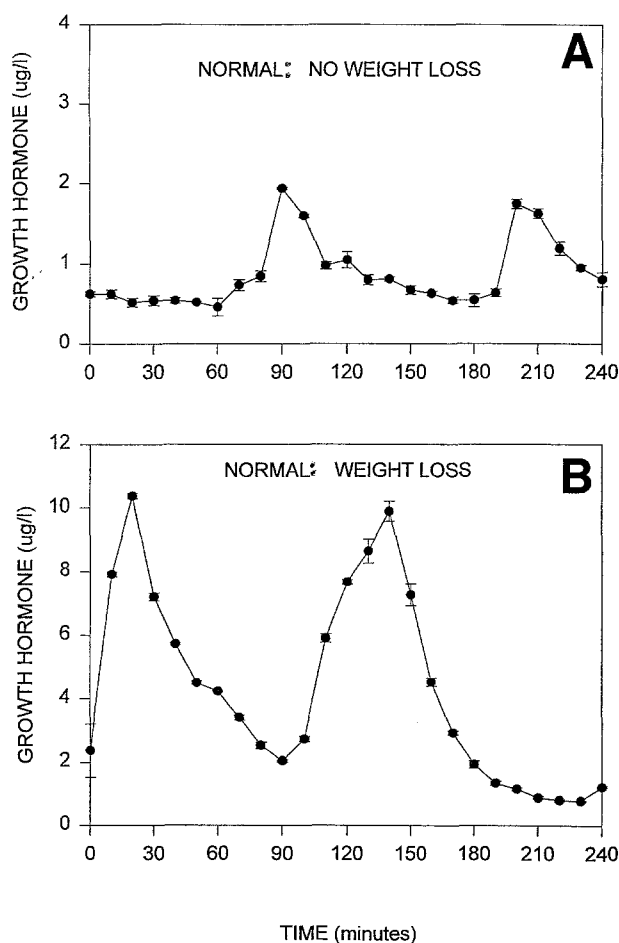 4
A
NORMAL: NO WEIGHT LOSS
3
GROWTH HORMONE (ug/l)
2
1
0
0 30 60 90 120 150 180 210 240
12
NORMAL: WEIGHT LOSS B
10
8
GROWTH HORMONE (ug/l)
6
4
2
0
0 30 60 90 120 150 180 210 240
TIME (minutes)